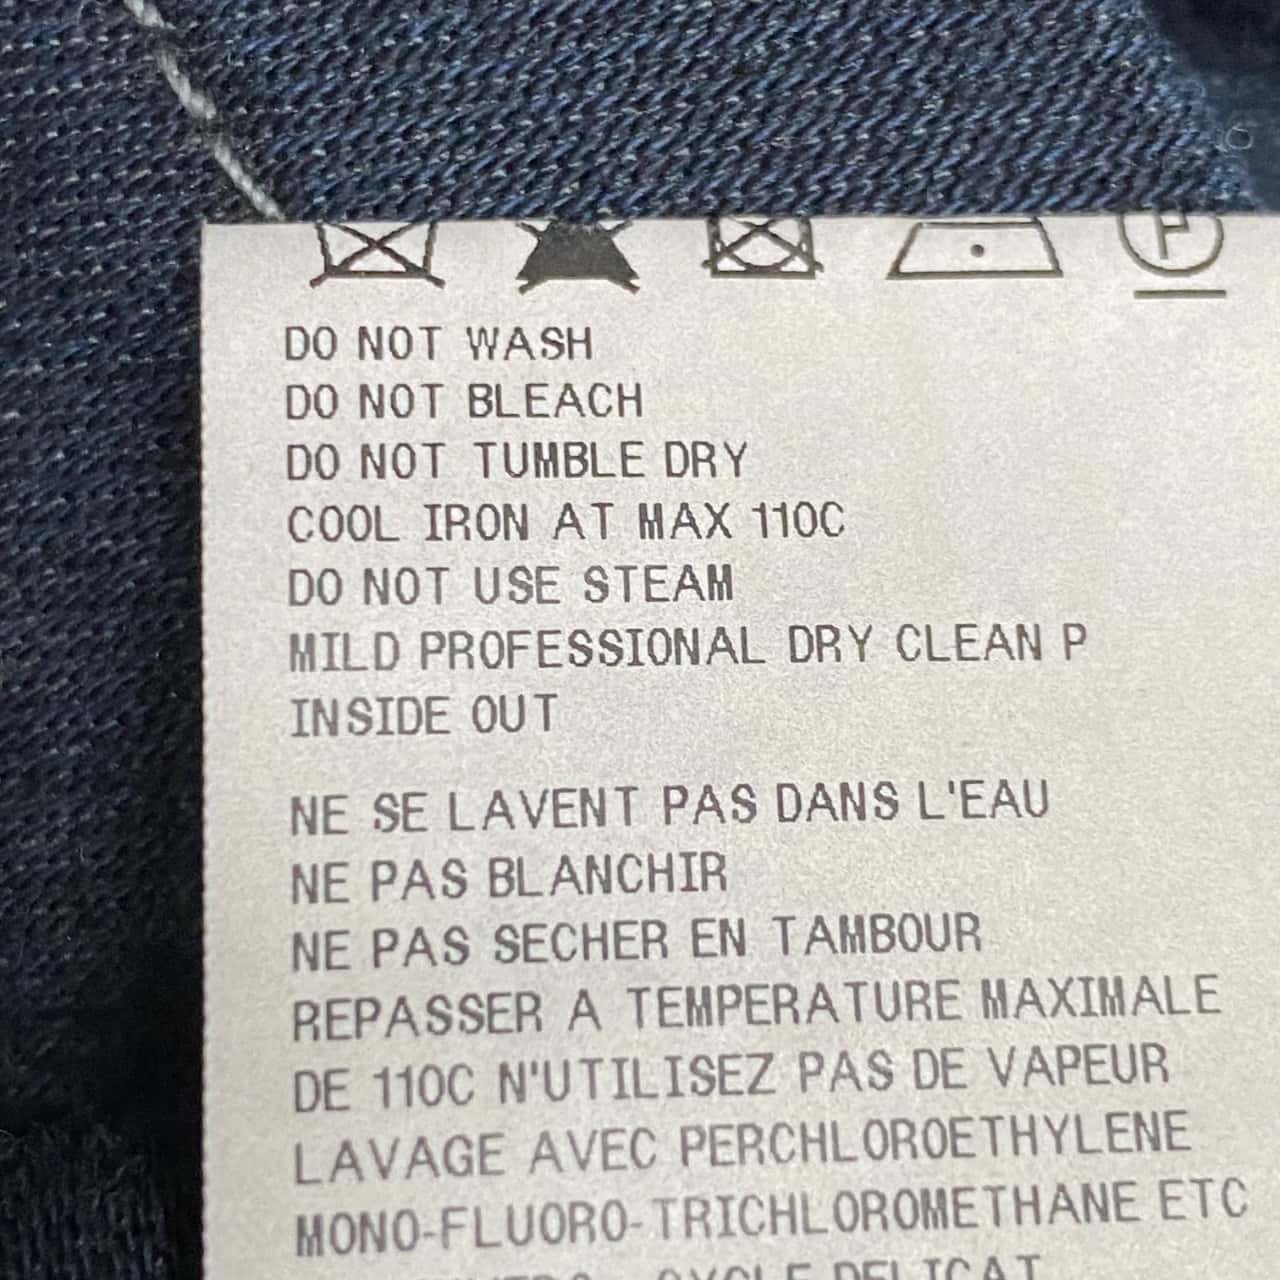 P
DO NOT WASH
DO NOT BLEACH
DO NOT TUMBLE DRY
COOL IRON AT MAX 110C
DO NOT USE STEAM
MILD PROFESSIONAL DRY CLEAN P
INSIDE OUT
NE SE LAVENT PAS DANS L'EAU
NE PAS BLANCHIR
NE PAS SECHER EN TAMBOUR
REPASSER A TEMPERATURE MAXIMALE
DE 110C N'UTILISEZ PAS DE VAPEUR
LAVAGE AVEC PERCHLOROETHYLENE
MONO-FLUORO-TRICHLOROMETHANE ETC
CYCLE DELICAT